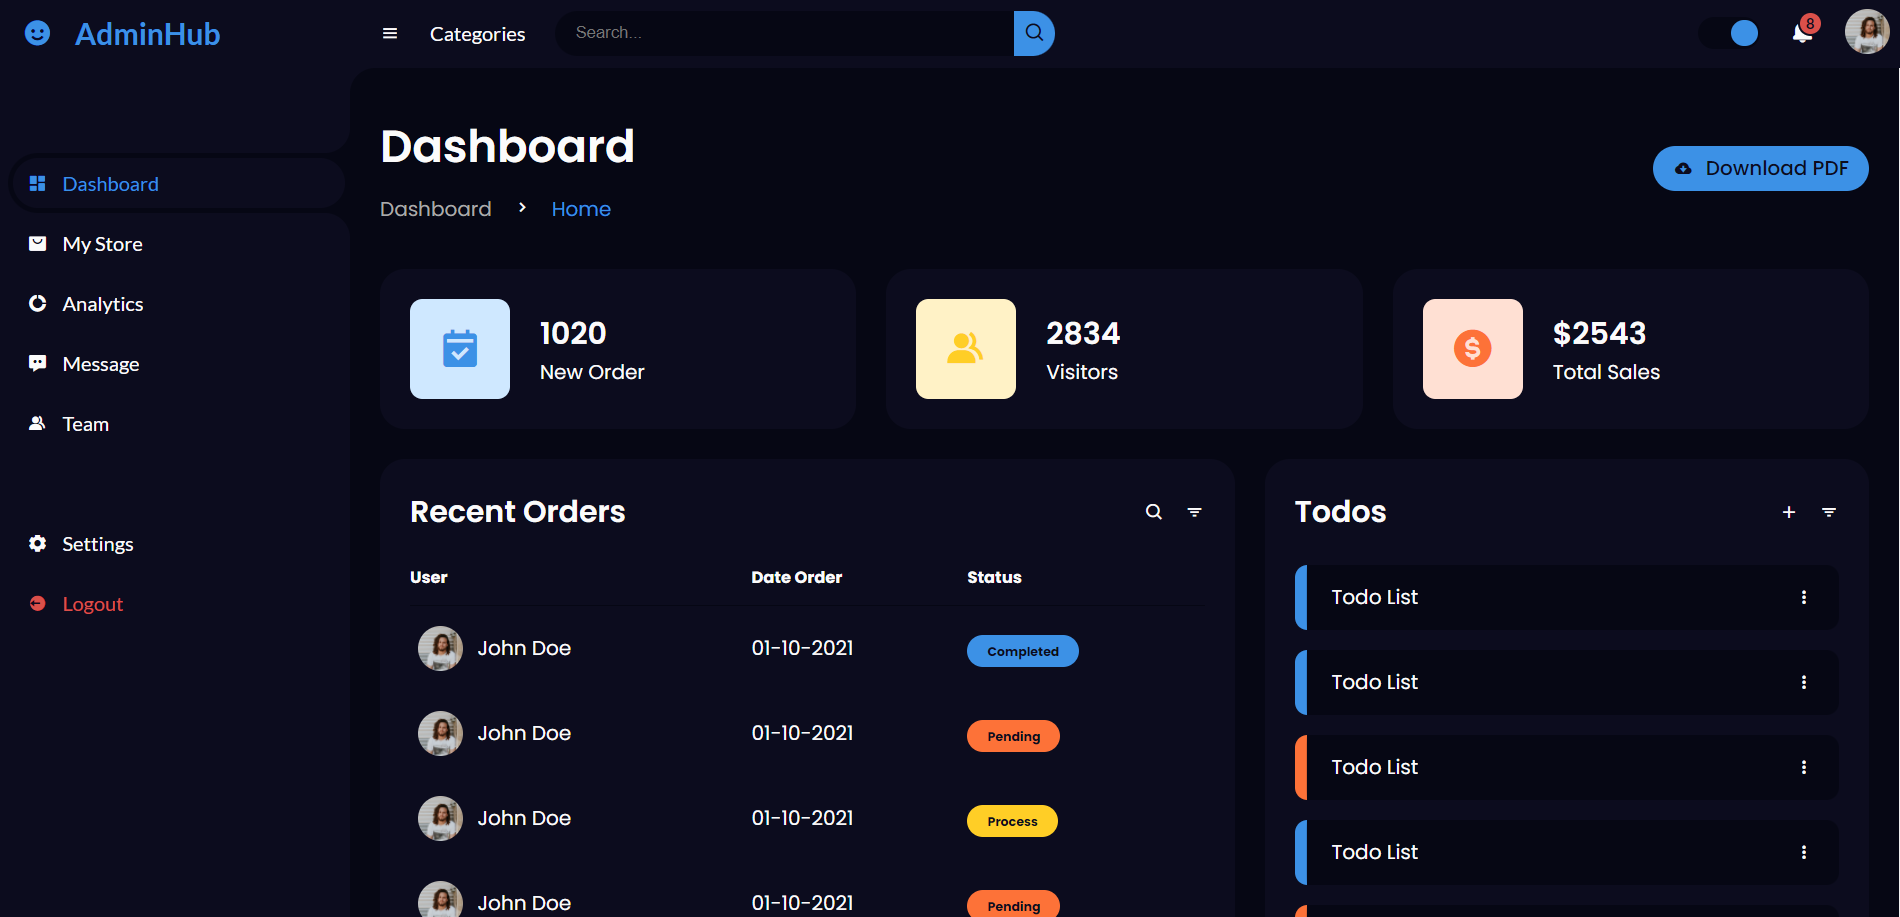 AdminHub
Categories
Search...
8
Dashboard
My Store
Analytics
Message
Team
Settings
Logout
Dashboard
Dashboard
Home
Download PDF
1020
New Order
2834
Visitors
$2543
Total Sales
Recent Orders
User Date Order Status
John Doe 01-10-2021 Completed
John Doe 01-10-2021 Pending
John Doe 01-10-2021 Process
John Doe 01-10-2021 Pending
Todos
Todo List
Todo List
Todo List
Todo List